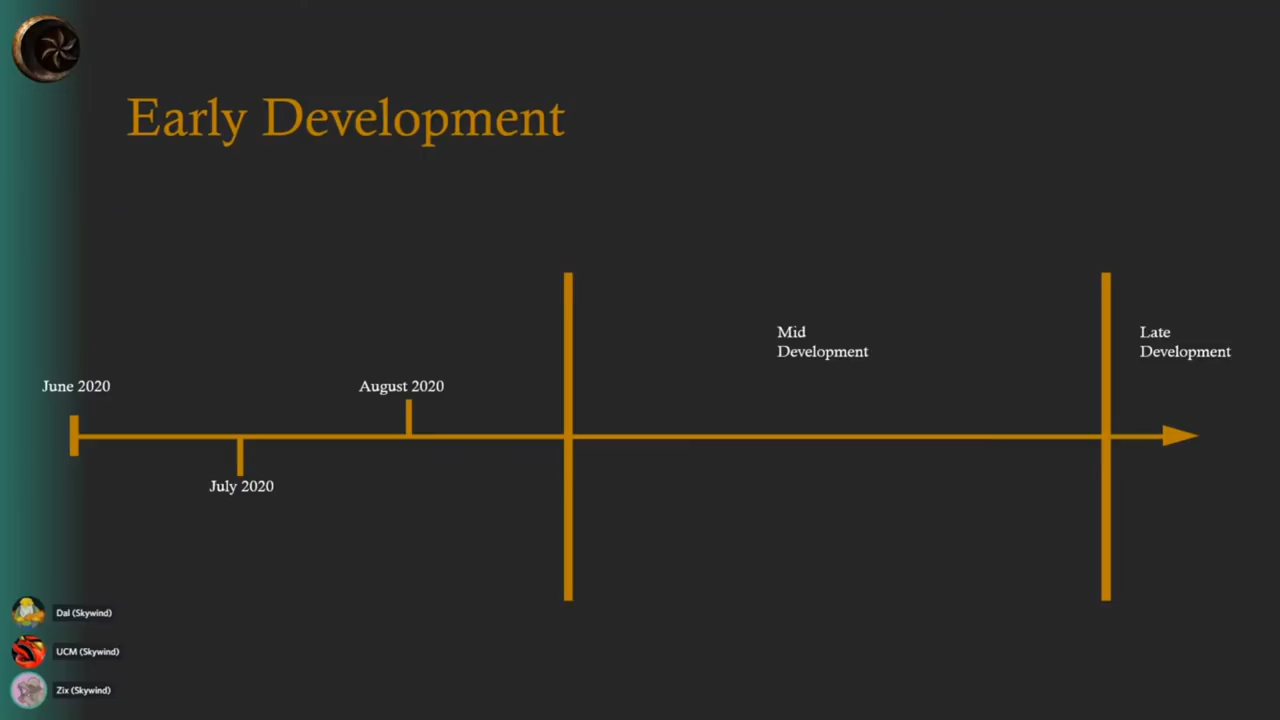 Early Development
Mid
Development
Late
Development
June 2020
August 2020
July 2020
Dal (Skywind)
UCM (Skywind)
Zix (Skywind)